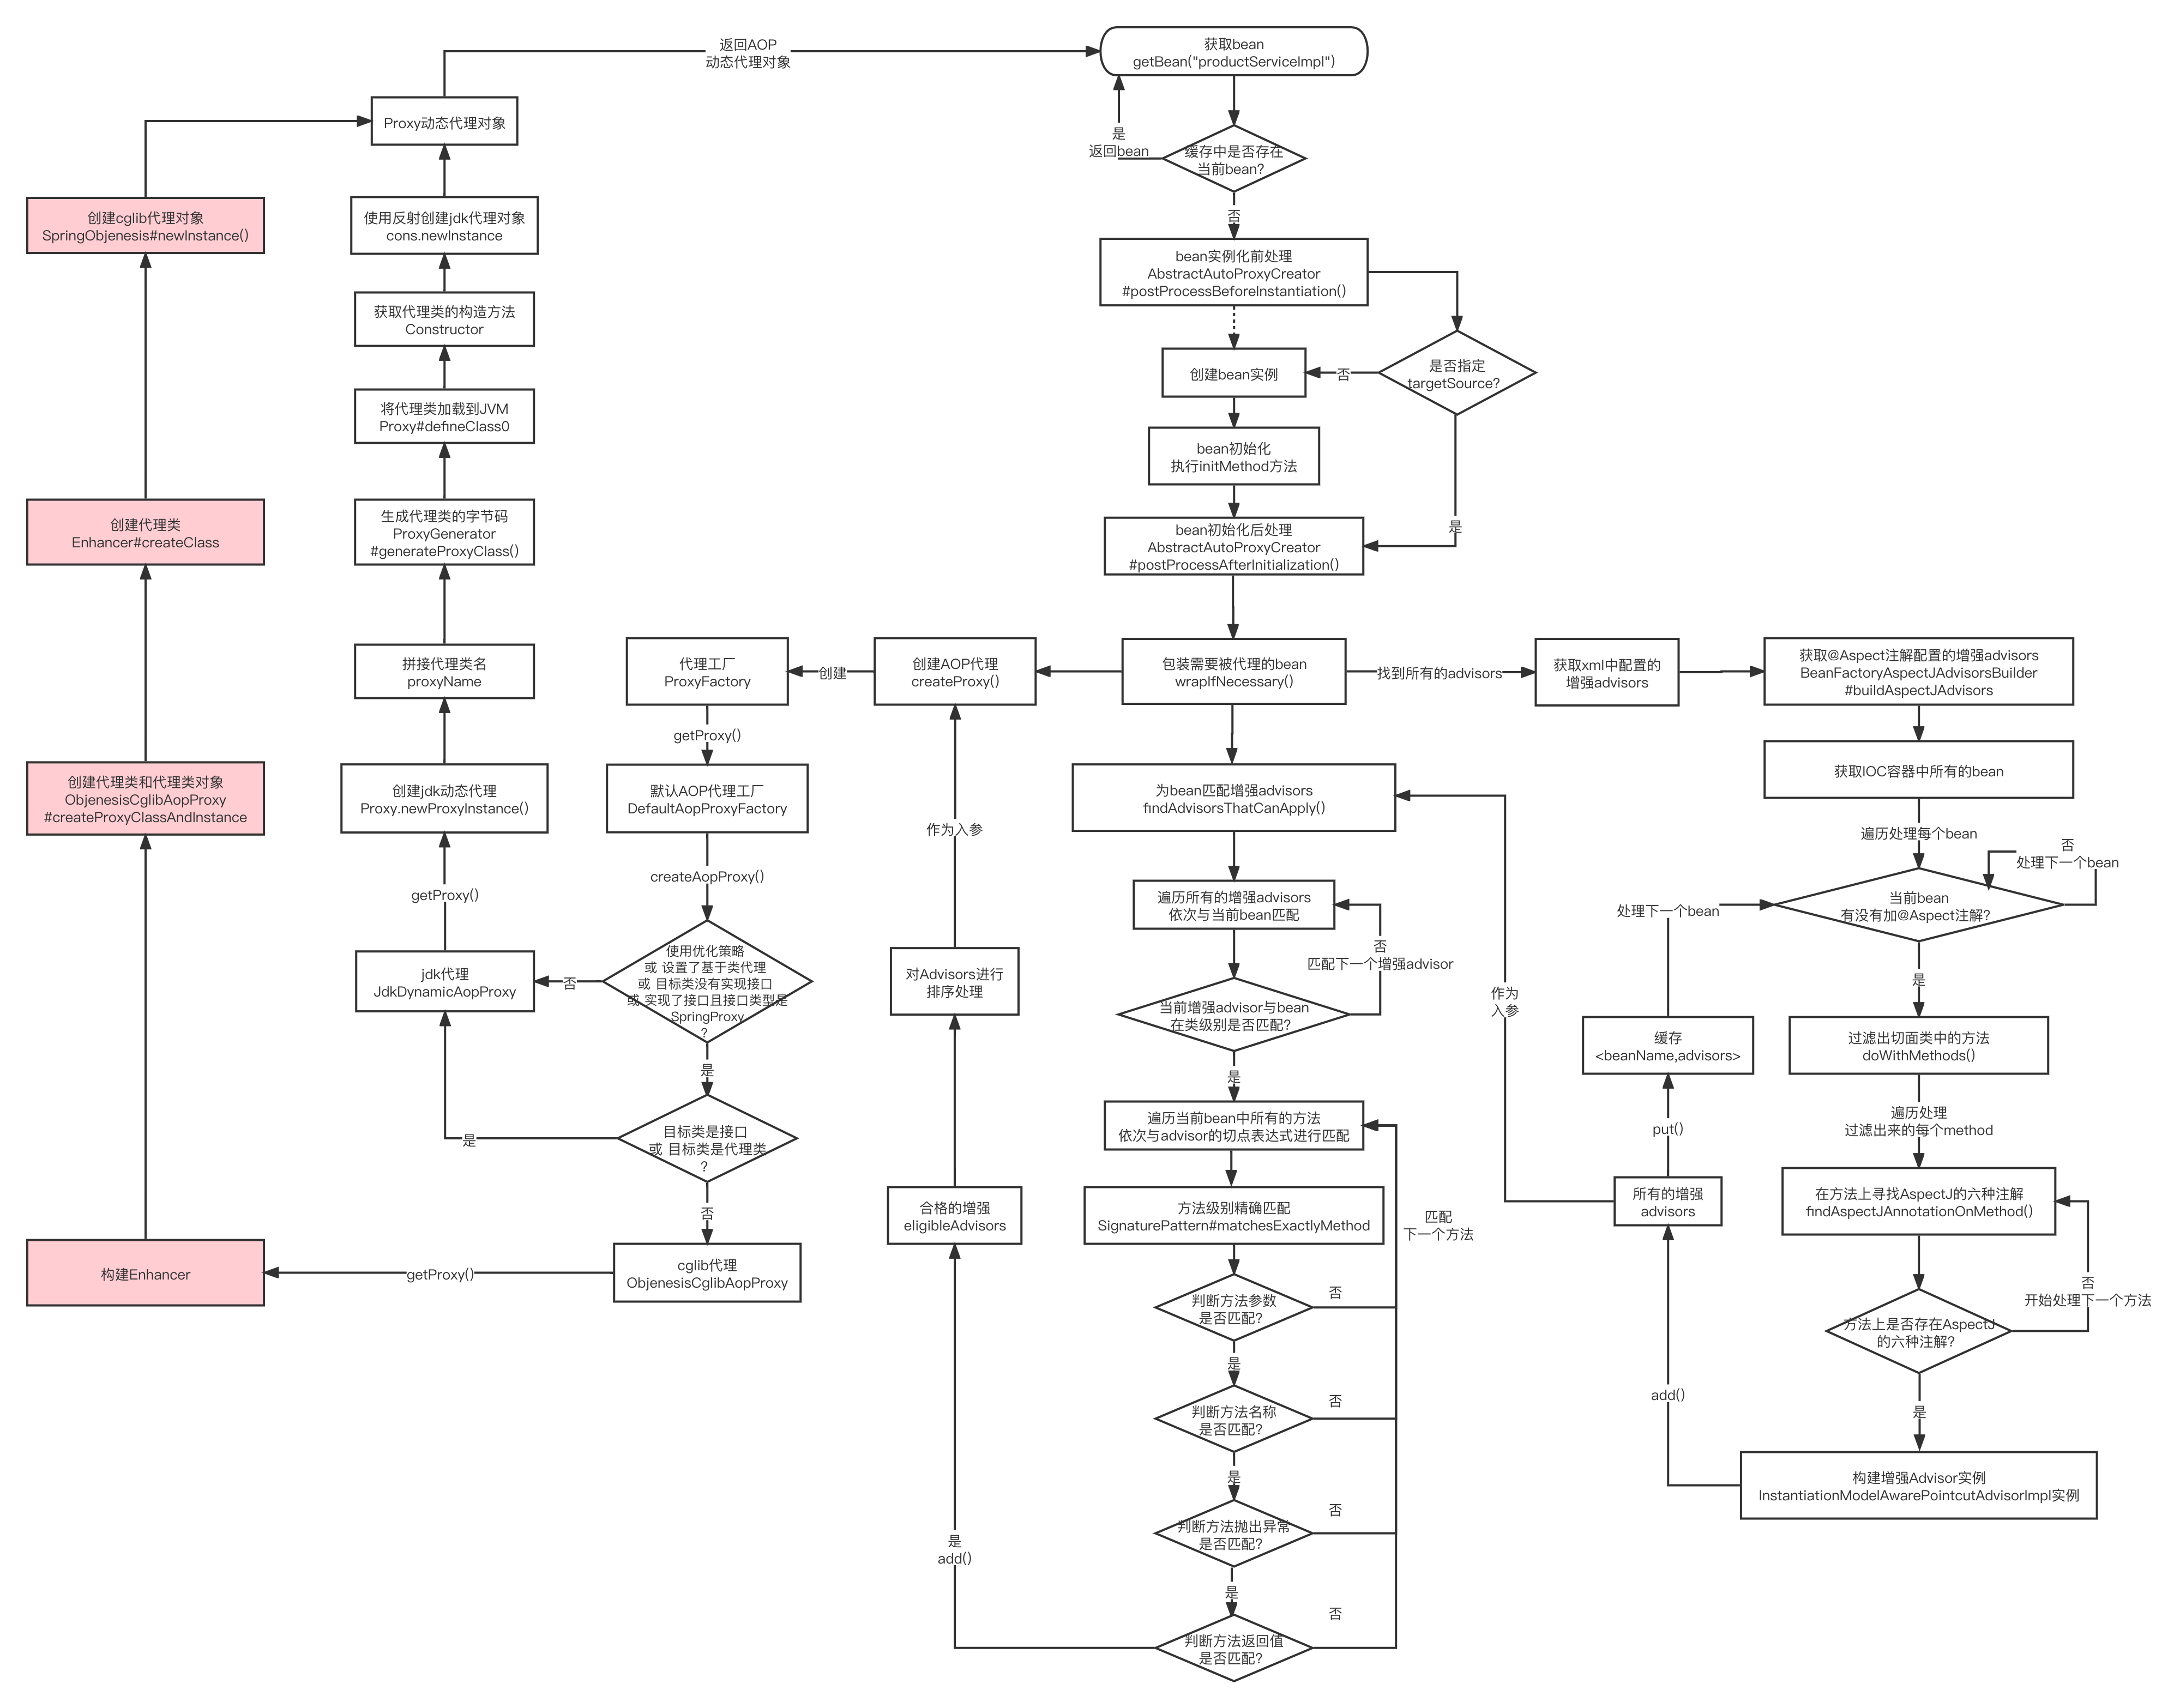 返回AOP
动态代理对象
获取bean
getBean("productServiceImpl")
Proxy动态代理对象
是
返回bean
缓存中是否存在
当前bean?
否
创建cglib代理对象
SpringObjenesis#newInstance()
使用反射创建jdk代理对象
cons.newInstance
bean实例化前处理
AbstractAutoProxyCreator
#postProcessBeforeInstantiation()
获取代理类的构造方法
Constructor
创建bean实例
否
是否指定
targetSource?
将代理类加载到JVM
Proxy#defineClass0
bean初始化
执行initMethod方法
创建代理类
Enhancer#createClass
生成代理类的字节码
ProxyGenerator
#generateProxyClass()
bean初始化后处理
AbstractAutoProxyCreator
#postProcessAfterInitialization()
是
拼接代理类名
proxyName
代理工厂
ProxyFactory
创建
创建AOP代理
createProxy()
包装需要被代理的bean
wrapIfNecessary()
找到所有的advisors
获取xml中配置的
增强advisors
获取@Aspect注解配置的增强advisors
BeanFactoryAspectJAdvisorsBuilder
#buildAspectJAdvisors
getProxy()
创建代理类和代理类对象
ObjenesisCglibAopProxy
#createProxyClassAndInstance
创建jdk动态代理
Proxy.newProxyInstance()
默认AOP代理工厂
DefaultAopProxyFactory
作为入参
为bean匹配增强advisors
findAdvisorsThatCanApply()
获取IOC容器中所有的bean
遍历处理每个bean
否
处理下一个bean
getProxy()
createAopProxy()
遍历所有的增强advisors
依次与当前bean匹配
处理下一个bean
当前bean
有没有加@Aspect注解?
否
匹配下一个增强advisor
jdk代理
JdkDynamicAopProxy
否
使用优化策略
或 设置了基于类代理
或 目标类没有实现接口
或 实现了接口且接口类型是
SpringProxy
?
对Advisors进行
排序处理
当前增强advisor与bean
在类级别是否匹配?
作为
入参
是
缓存
<beanName,advisors>
过滤出切面类中的方法
doWithMethods()
是
是
遍历当前bean中所有的方法
依次与advisor的切点表达式进行匹配
put()
遍历处理
过滤出来的每个method
是
目标类是接口
或 目标类是代理类
?
否
合格的增强
eligibleAdvisors
方法级别精确匹配
SignaturePattern#matchesExactlyMethod
匹配
下一个方法
所有的增强
advisors
在方法上寻找AspectJ的六种注解
findAspectJAnnotationOnMethod()
构建Enhancer
getProxy()
cglib代理
ObjenesisCglibAopProxy
判断方法参数
是否匹配?
否
否
开始处理下一个方法
方法上是否存在AspectJ
的六种注解?
是
判断方法名称
是否匹配?
否
add()
是
是
判断方法抛出异常
是否匹配?
否
构建增强Advisor实例
InstantiationModelAwarePointcutAdvisorImpl实例
是
add()
是
判断方法返回值
是否匹配?
否